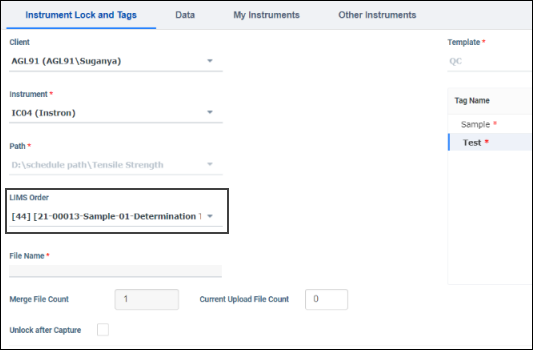 Instrument Lock and Tags Data My Instruments Other Instruments
Client
AGL91 (AGL91\Suganya)
Instrument *
IC04 (Instron)
Path *
D:\schedule path\Tensile Strength
LIMS Order
[44] [21-00013-Sample-01-Determination
File Name *
Merge File Count 1 Current Upload File Count 0
Unlock after Capture
Template *
QC
Tag Name
Sample *
Test *